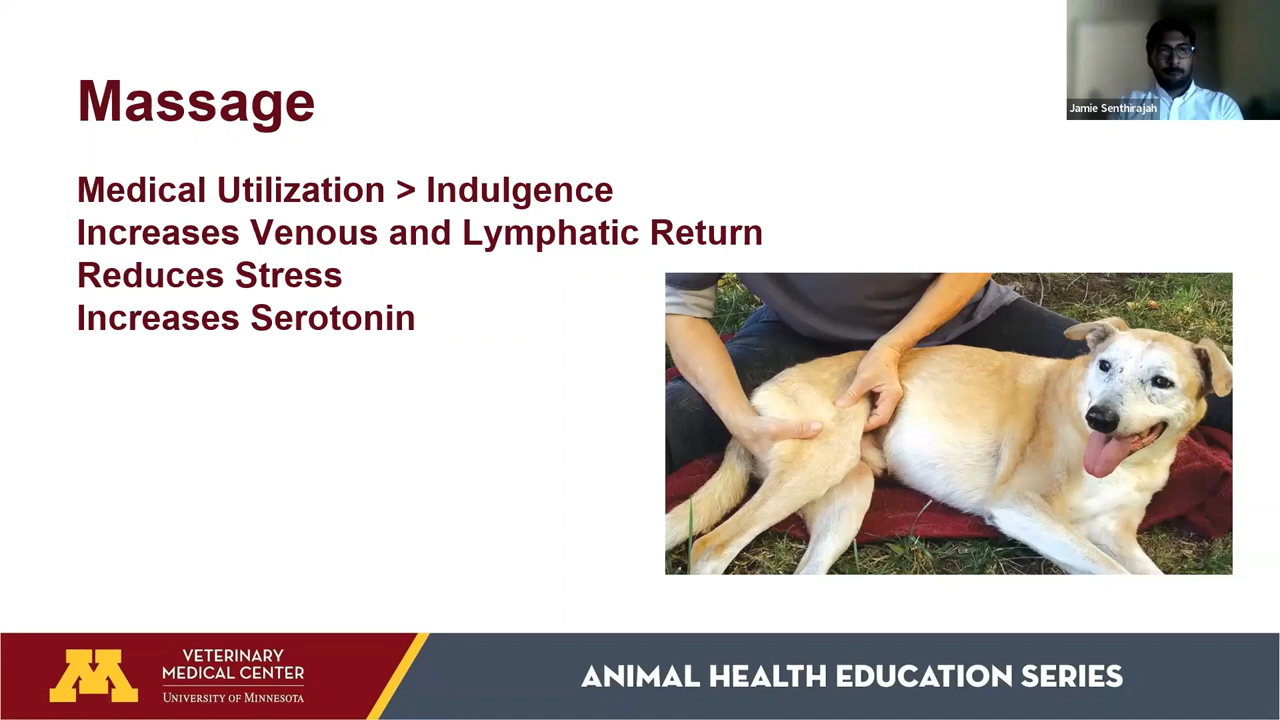 Jamie Senthirajah
Massage
Medical Utilization > Indulgence
Increases Venous and Lymphatic Return
Reduces Stress
Increases Serotonin
M
VETERINARY
MEDICAL CENTER
UNIVERSITY OF MINNESOTA
ANIMAL HEALTH EDUCATION SERIES